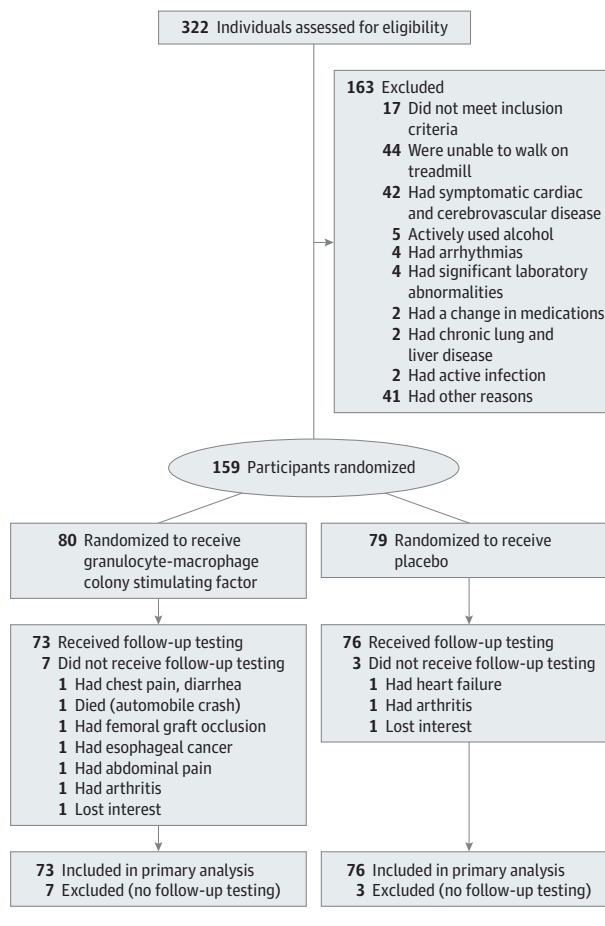 322 Individuals assessed for eligibility
163 Excluded
17 Did not meet inclusion
criteria
44 Were unable to walk on
treadmill
42 Had symptomatic cardiac
and cerebrovascular disease
5 Actively used alcohol
4 Had arrhythmias
4 Had significant laboratory
abnormalities
2 Had a change in medications
2 Had chronic lung and
liver disease
2 Had active infection
41 Had other reasons
159 Participants randomized
80 Randomized to receive
granulocyte-macrophage
colony stimulating factor
79 Randomized to receive
placebo
73 Received follow-up testing
7 Did not receive follow-up testing
1 Had chest pain, diarrhea
1 Died (automobile crash)
1 Had femoral graft occlusion
1 Had esophageal cancer
1 Had abdominal pain
1 Had arthritis
1 Lost interest
76 Received follow-up testing
3 Did not receive follow-up testing
1 Had heart failure
1 Had arthritis
1 Lost interest
73 Included in primary analysis
7 Excluded (no follow-up testing)
76 Included in primary analysis
3 Excluded (no follow-up testing)